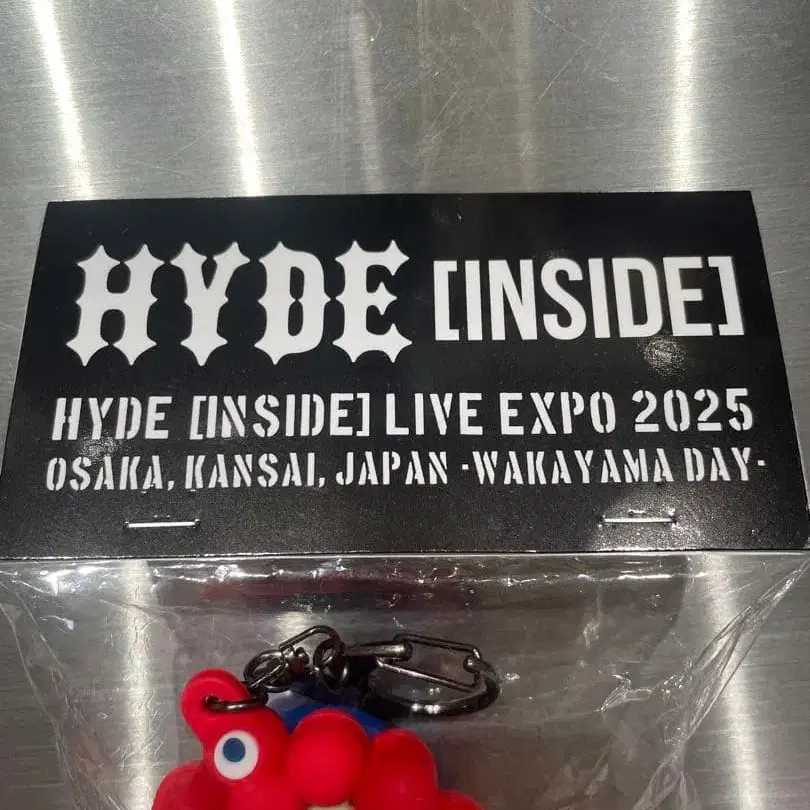 HYDE [INSIDE]
HYDE [INSIDE] LIVE EXPO 2025
OSAKA, KANSAI, JAPAN -WAKAYAMA DAY-